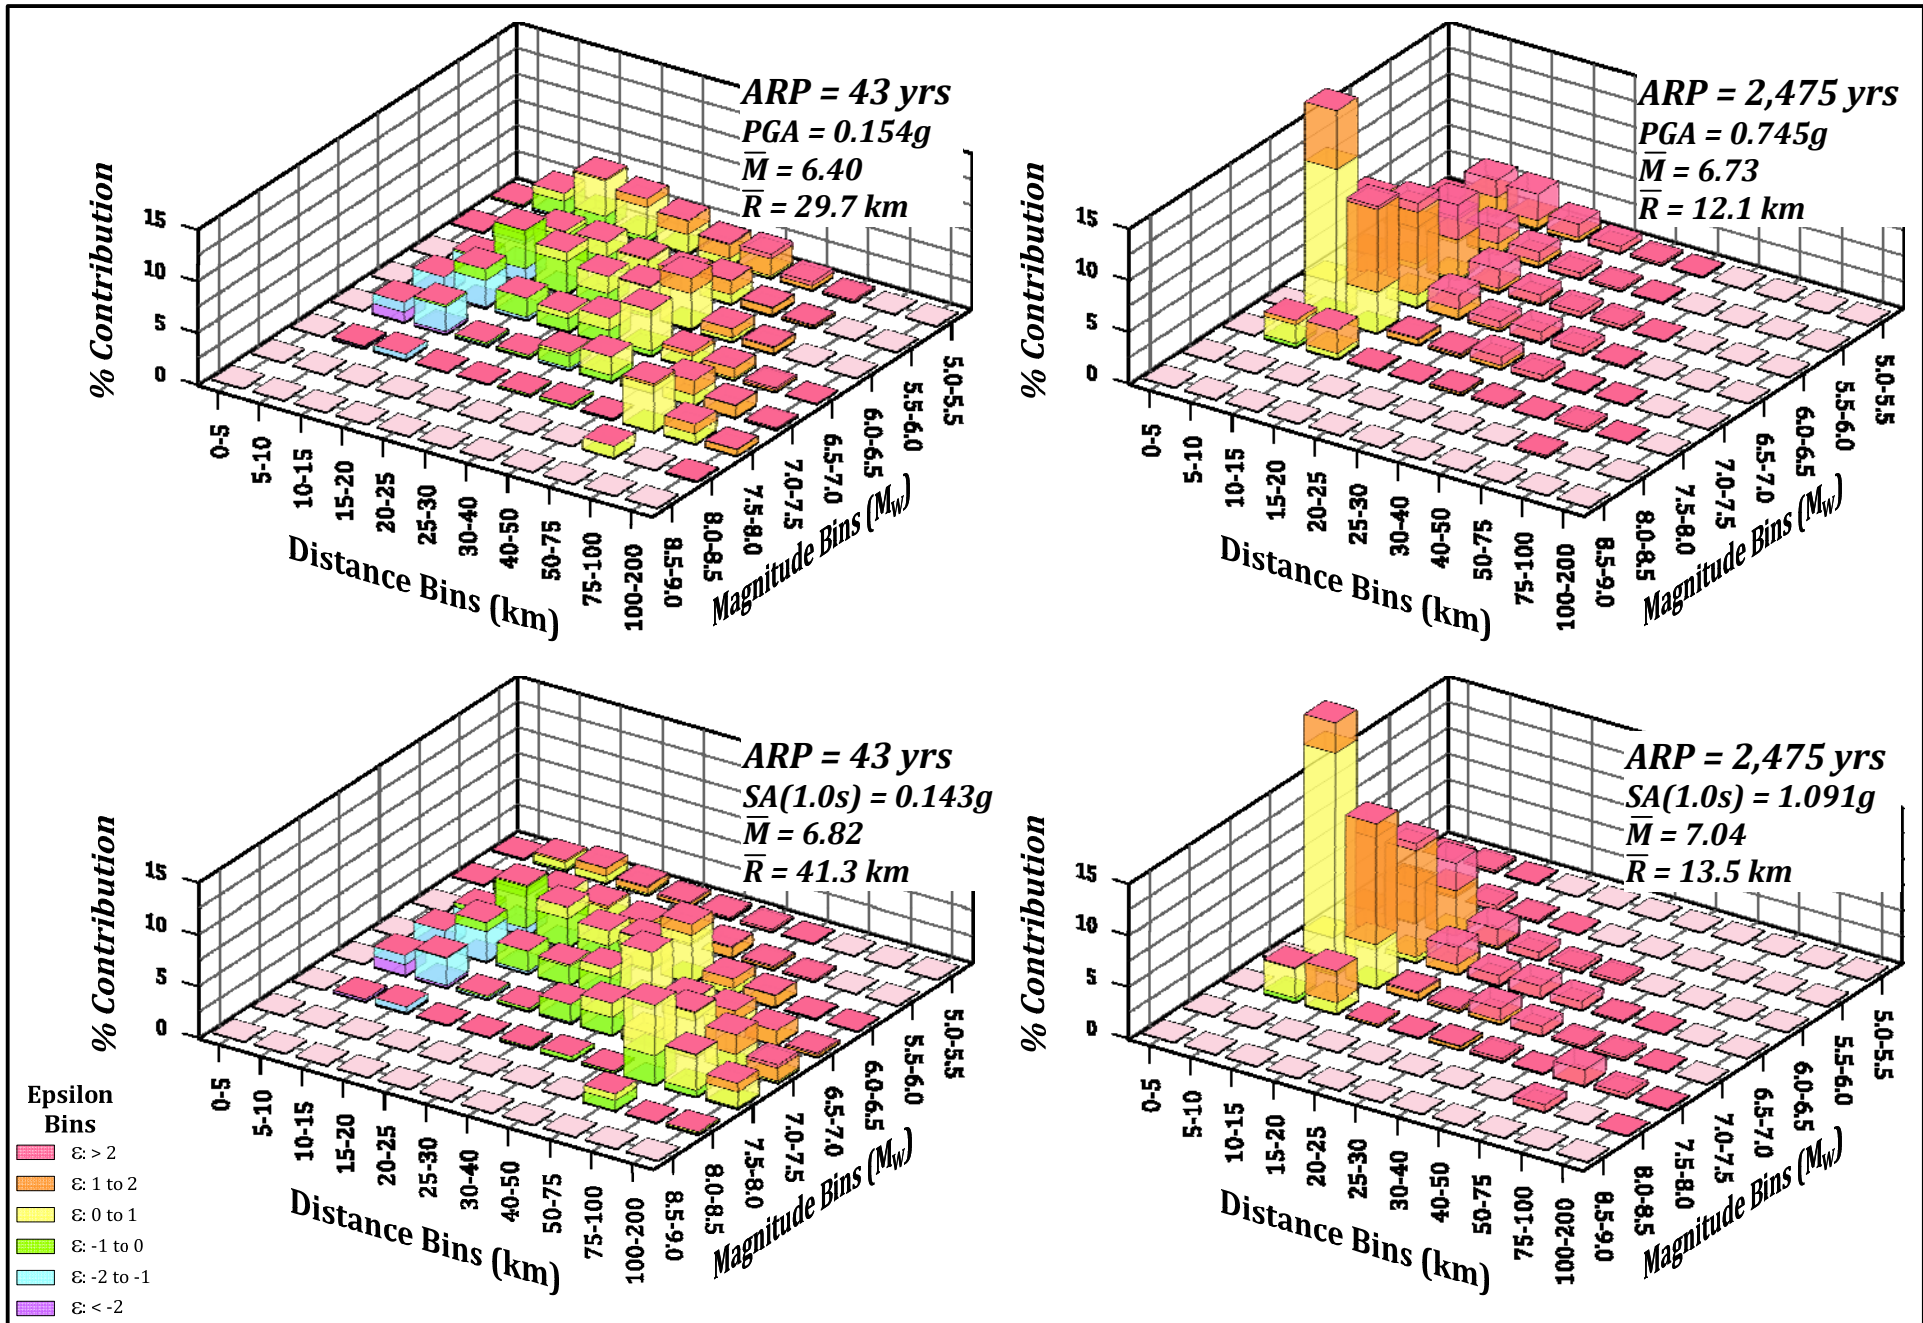 ARP = 43 yrs
PGA = 0.154g
M̅ = 6.40
R̅ = 29.7 km
% Contribution
15
10
5
0
0-5
5-10
10-15
15-20
20-25
25-30
30-40
40-50
50-75
75-100
100-200
Distance Bins (km)
8.5-9.0
8.0-8.5
7.5-8.0
7.0-7.5
6.5-7.0
6.0-6.5
5.5-6.0
5.0-5.5
Magnitude Bins (Mw)
ARP = 2,475 yrs
PGA = 0.745g
M̅ = 6.73
R̅ = 12.1 km
% Contribution
15
10
5
0
0-5
5-10
10-15
15-20
20-25
25-30
30-40
40-50
50-75
75-100
100-200
Distance Bins (km)
8.5-9.0
8.0-8.5
7.5-8.0
7.0-7.5
6.5-7.0
6.0-6.5
5.5-6.0
5.0-5.5
Magnitude Bins (Mw)
ARP = 43 yrs
SA(1.0s) = 0.143g
M̅ = 6.82
R̅ = 41.3 km
% Contribution
15
10
5
0
0-5
5-10
10-15
15-20
20-25
25-30
30-40
40-50
50-75
75-100
100-200
Distance Bins (km)
8.5-9.0
8.0-8.5
7.5-8.0
7.0-7.5
6.5-7.0
6.0-6.5
5.5-6.0
5.0-5.5
Magnitude Bins (Mw)
ARP = 2,475 yrs
SA(1.0s) = 1.091g
M̅ = 7.04
R̅ = 13.5 km
% Contribution
15
10
5
0
0-5
5-10
10-15
15-20
20-25
25-30
30-40
40-50
50-75
75-100
100-200
Distance Bins (km)
8.5-9.0
8.0-8.5
7.5-8.0
7.0-7.5
6.5-7.0
6.0-6.5
5.5-6.0
5.0-5.5
Magnitude Bins (Mw)
Epsilon
Bins
ε: > 2
ε: 1 to 2
ε: 0 to 1
ε: -1 to 0
ε: -2 to -1
ε: < -2